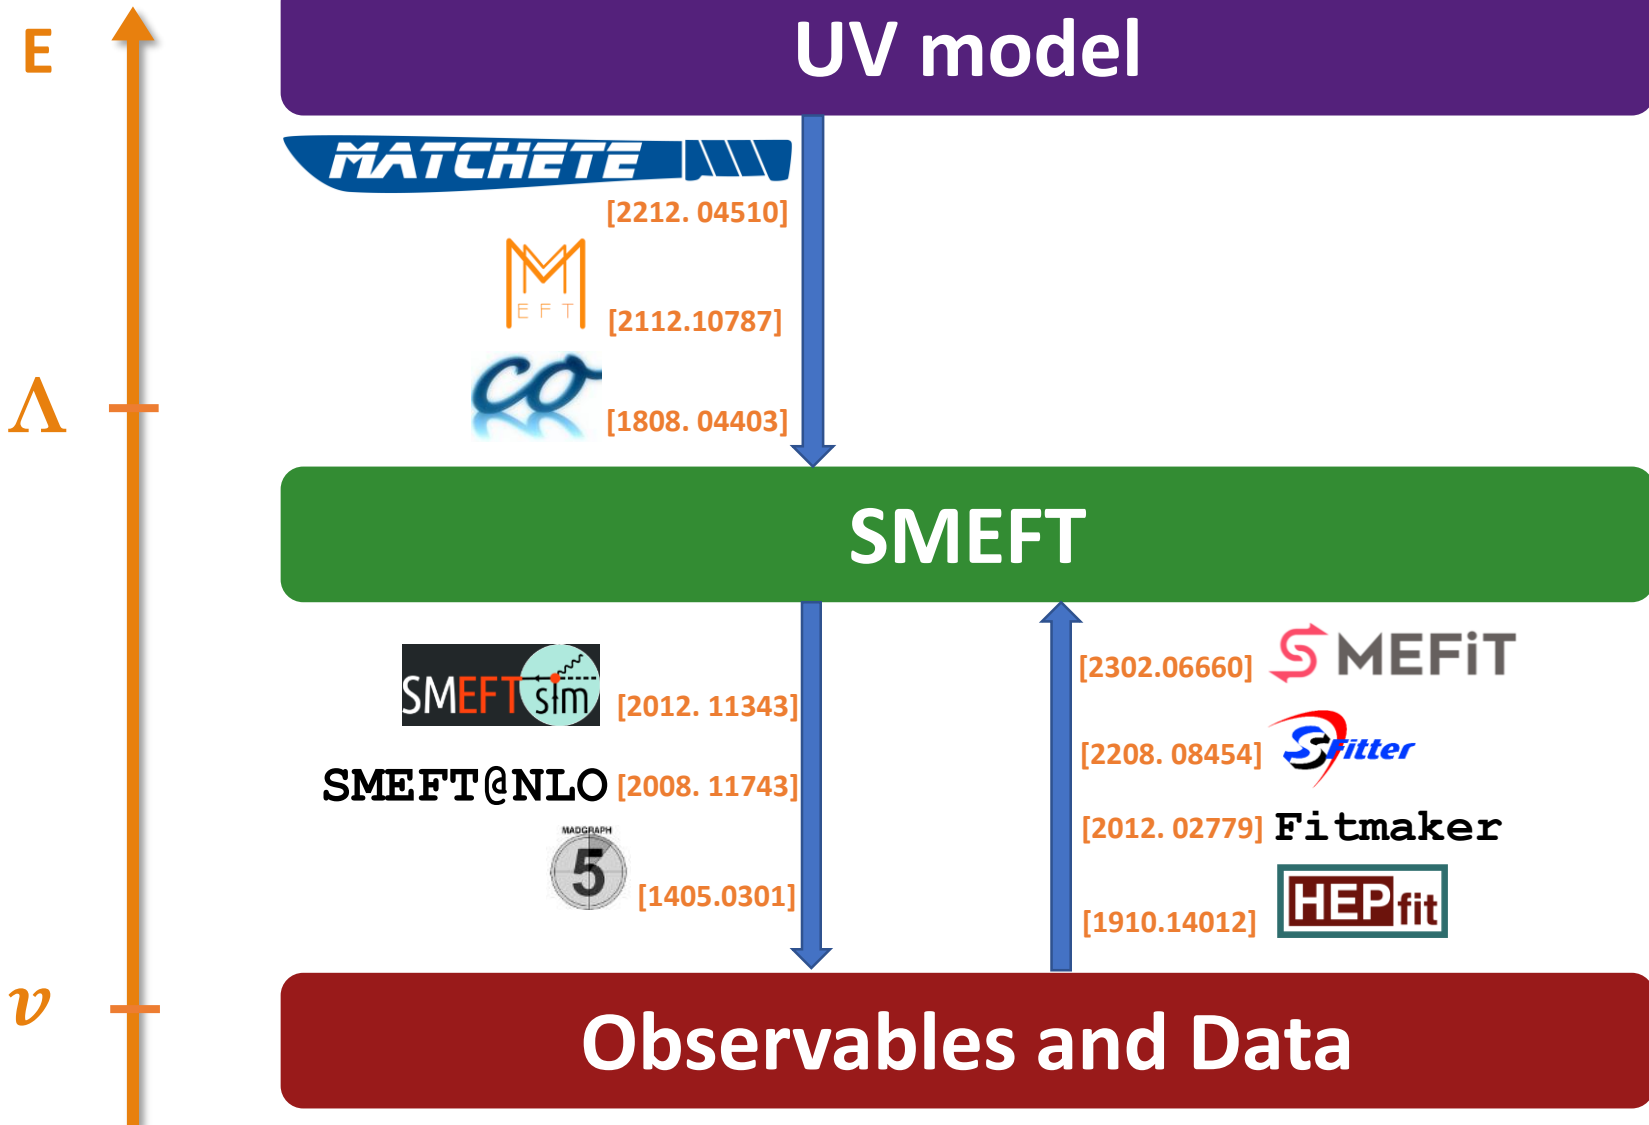 E
UV model
MATCHETE
[2212. 04510]
M
EFT
[2112.10787]
co
Λ
[1808. 04403]
SMEFT
SMEFTsim
[2012. 11343]
SMEFT@NLO
[2008. 11743]
MADGRAPH
5
[1405.0301]
[2302.06660]
SMEFiT
[2208. 08454]
SFitter
[2012. 02779]
Fitmaker
[1910.14012]
HEPfit
v
Observables and Data